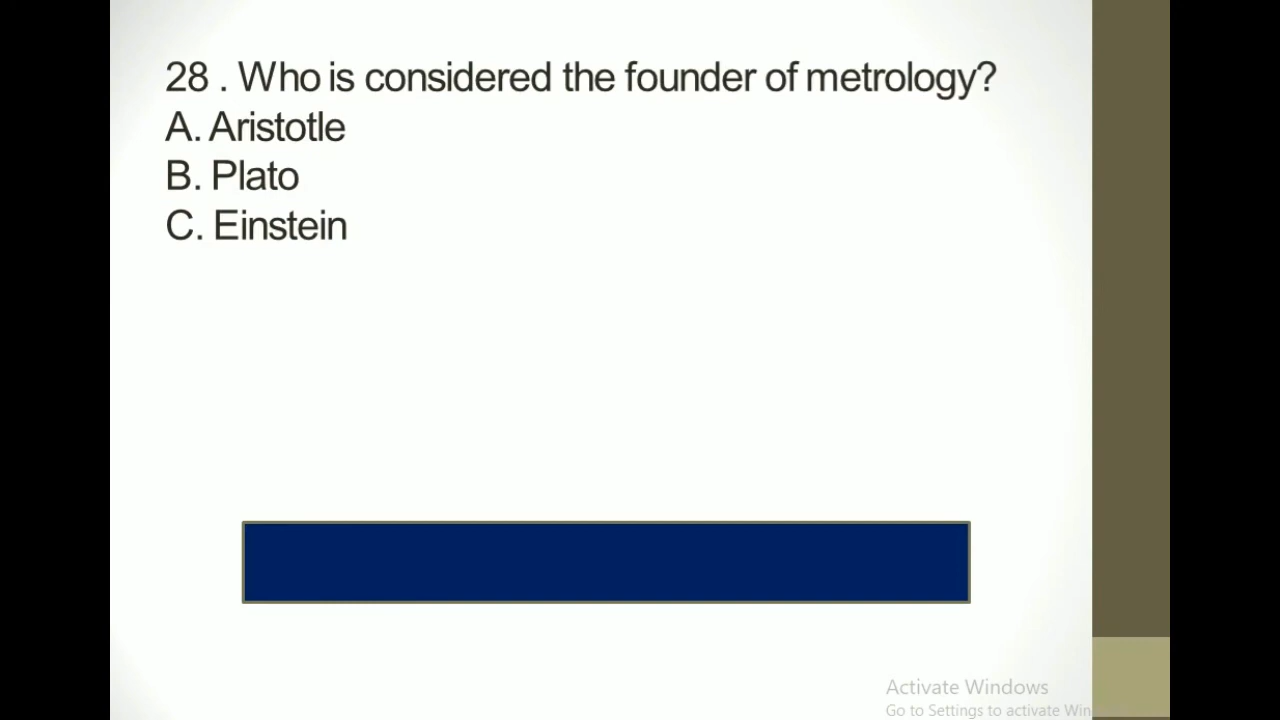 28 . Who is considered the founder of metrology?
A. Aristotle
B. Plato
C. Einstein
Activate Windows
Go to Settings to activate Win